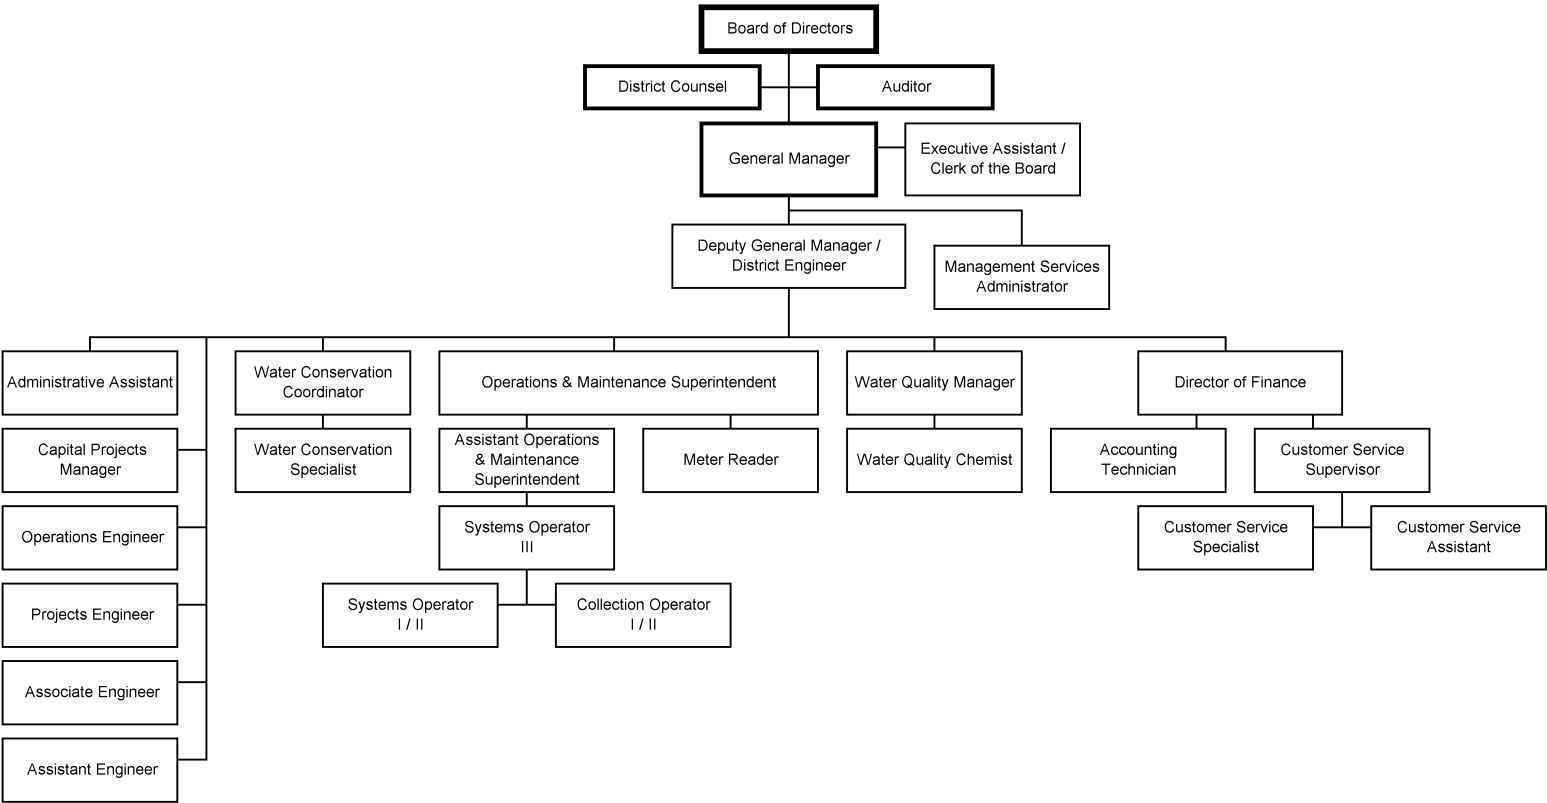 Board of Directors
District Counsel
Auditor
General Manager
Executive Assistant /
Clerk of the Board
Deputy General Manager /
District Engineer
Management Services
Administrator
Administrative Assistant
Water Conservation
Coordinator
Operations & Maintenance Superintendent
Water Quality Manager
Director of Finance
Capital Projects
Manager
Water Conservation
Specialist
Assistant Operations
& Maintenance
Superintendent
Meter Reader
Water Quality Chemist
Accounting
Technician
Customer Service
Supervisor
Operations Engineer
Systems Operator
III
Customer Service
Specialist
Customer Service
Assistant
Projects Engineer
Systems Operator
I / II
Collection Operator
I / II
Associate Engineer
Assistant Engineer